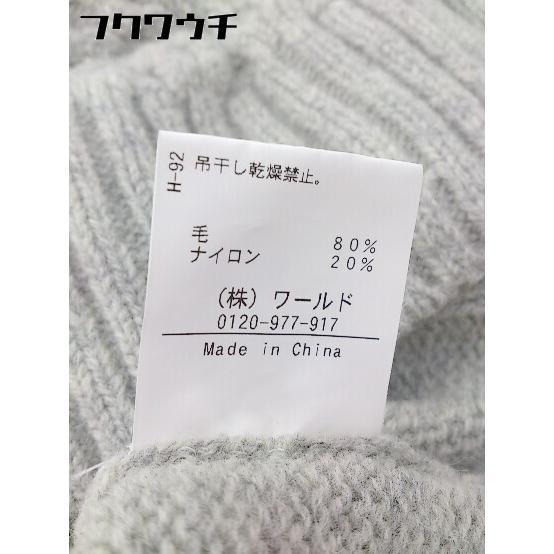 フクワウチ
H-92
吊干し乾燥禁止。
毛 80%
ナイロン 20%
(株) ワールド
0120-977-917
Made in China